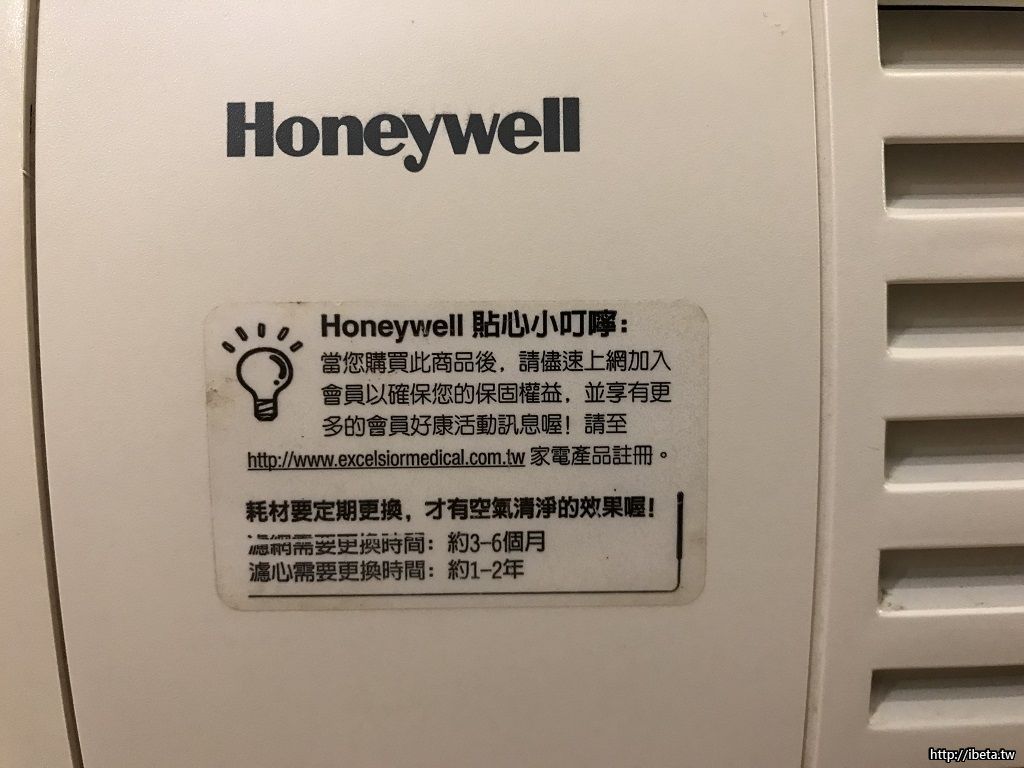 Honeywell
Honeywell 貼心小叮嚀：
當您購買此商品後，請儘速上網加入
會員以確保您的保固權益，並享有更
多的會員好康活動訊息喔！請至
http://www.excelsiormedical.com.tw 家電產品註冊。
耗材要定期更換，才有空氣清淨的效果喔！
濾網需要更換時間：約3-6個月
濾心需要更換時間：約1-2年
http://ibeta.tw